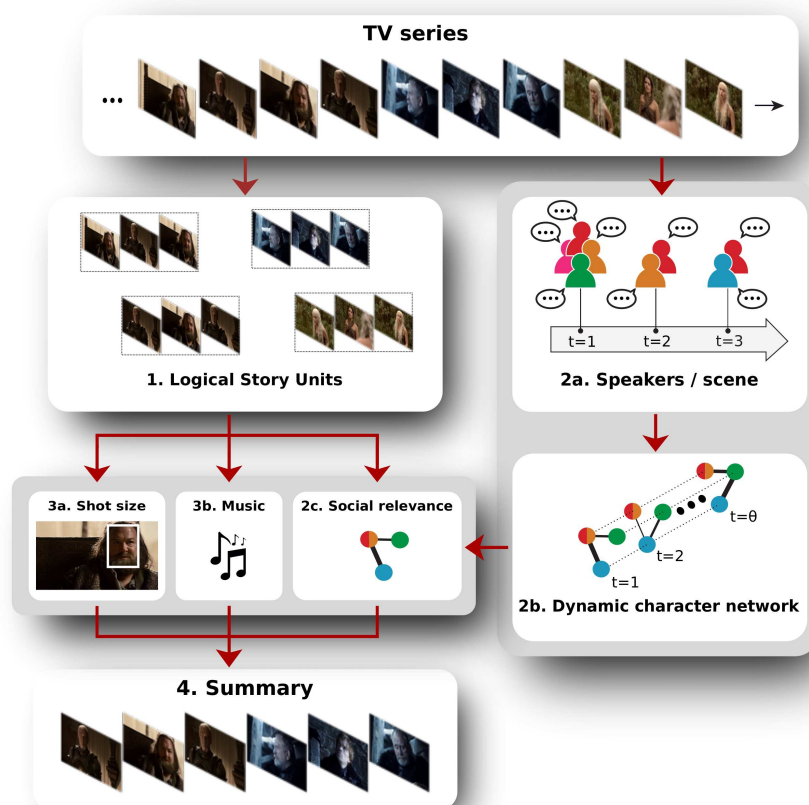 TV series
...
1. Logical Story Units
t=1
t=2
t=3
2a. Speakers / scene
3a. Shot size
3b. Music
2c. Social relevance
t=1
t=2
t=θ
2b. Dynamic character network
4. Summary